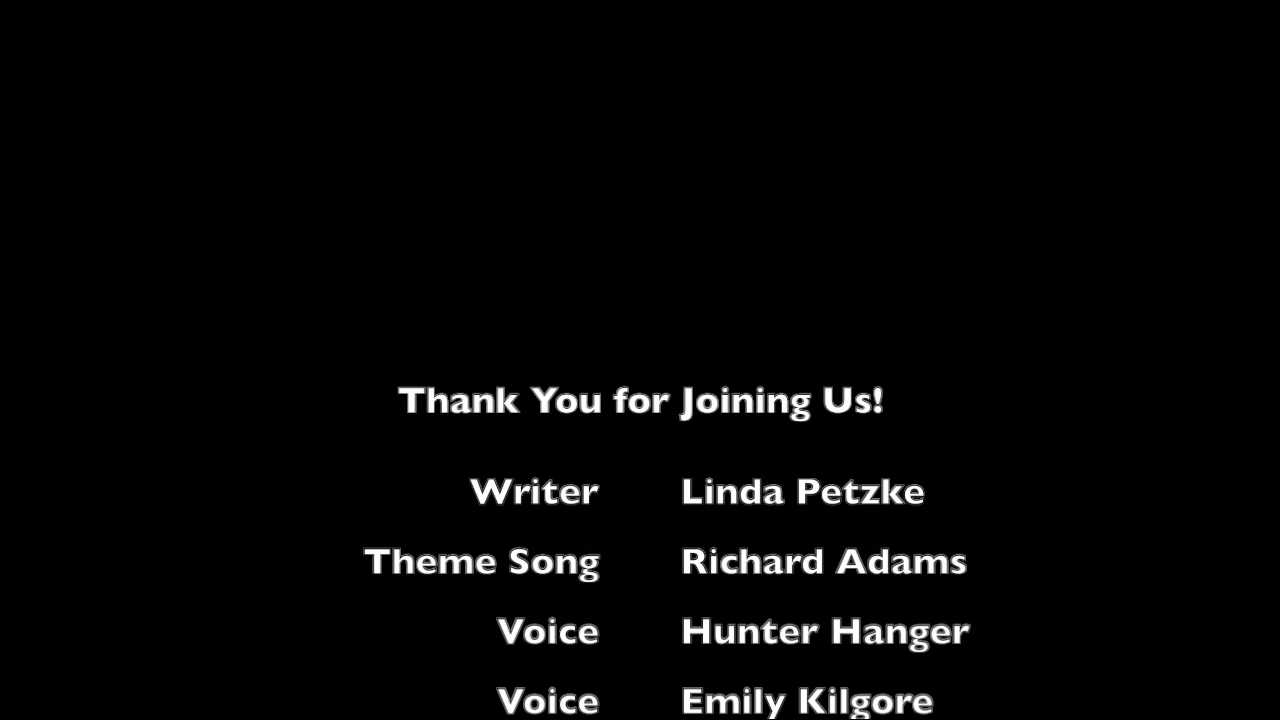 Thank You for Joining Us!
Writer Linda Petzke
Theme Song Richard Adams
Voice Hunter Hanger
Voice Emily Kilgore